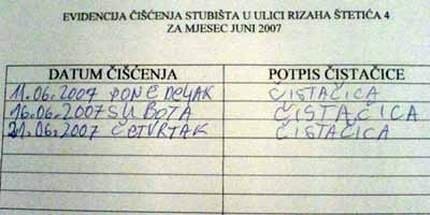 EVIDENCIJA ČIŠĆENJA STUBIŠTA U ULICI RIZAHA ŠTETIĆA 4
ZA MJESEC JUNI 2007
DATUM ČIŠĆENJA POTPIS ČISTAČICE
11.06.2007 PONEDELJAK ČISTAČICA
16.06.2007 SUBOTA ČISTAČICA
21.06.2007 ČETVRTAK ČISTAČICA